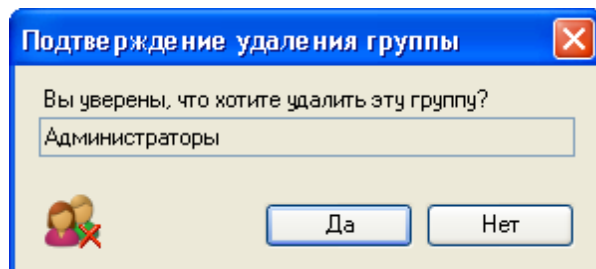 Подтверждение удаления группы
Вы уверены, что хотите удалить эту группу?
Администраторы
Да
Нет